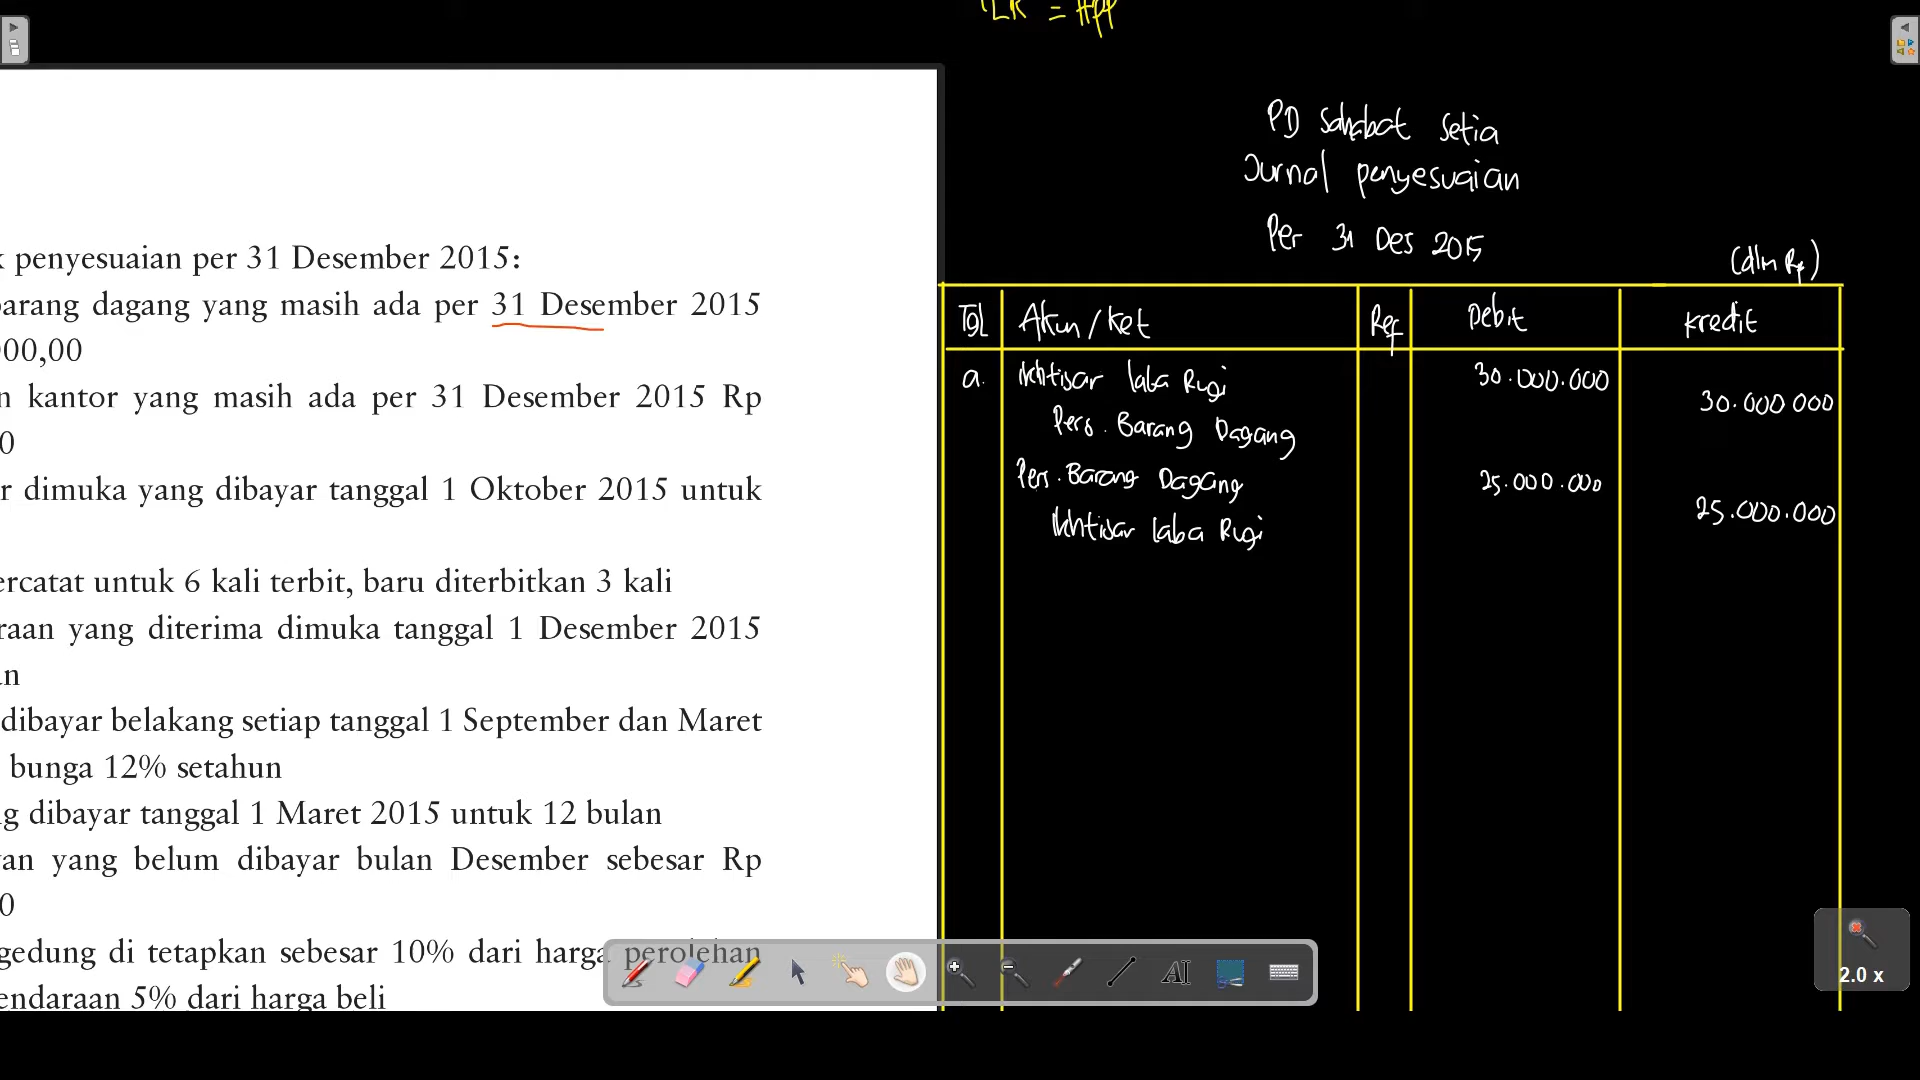 = HPP
PD Sahabat Setia
Jurnal penyesuaian
Per 31 Des 2015
(dlm Rp)
k penyesuaian per 31 Desember 2015:
barang dagang yang masih ada per 31 Desember 2015
000,00
n kantor yang masih ada per 31 Desember 2015 Rp
0
r dimuka yang dibayar tanggal 1 Oktober 2015 untuk
ercatat untuk 6 kali terbit, baru diterbitkan 3 kali
raan yang diterima dimuka tanggal 1 Desember 2015
an
dibayar belakang setiap tanggal 1 September dan Maret
bunga 12% setahun
g dibayar tanggal 1 Maret 2015 untuk 12 bulan
van yang belum dibayar bulan Desember sebesar Rp
0
gedung di tetapkan sebesar 10% dari harga perolehan
endaraan 5% dari harga beli
Tgl Akun/Ket Ref Debit Kredit
a. Ikhtisar laba Rugi 30.000.000
Pers. Barang Dagang 30.000 000
Pers. Barang Dagang 25.000.000
Ikhtisar laba Rugi 25.000.000
AI
2.0 x